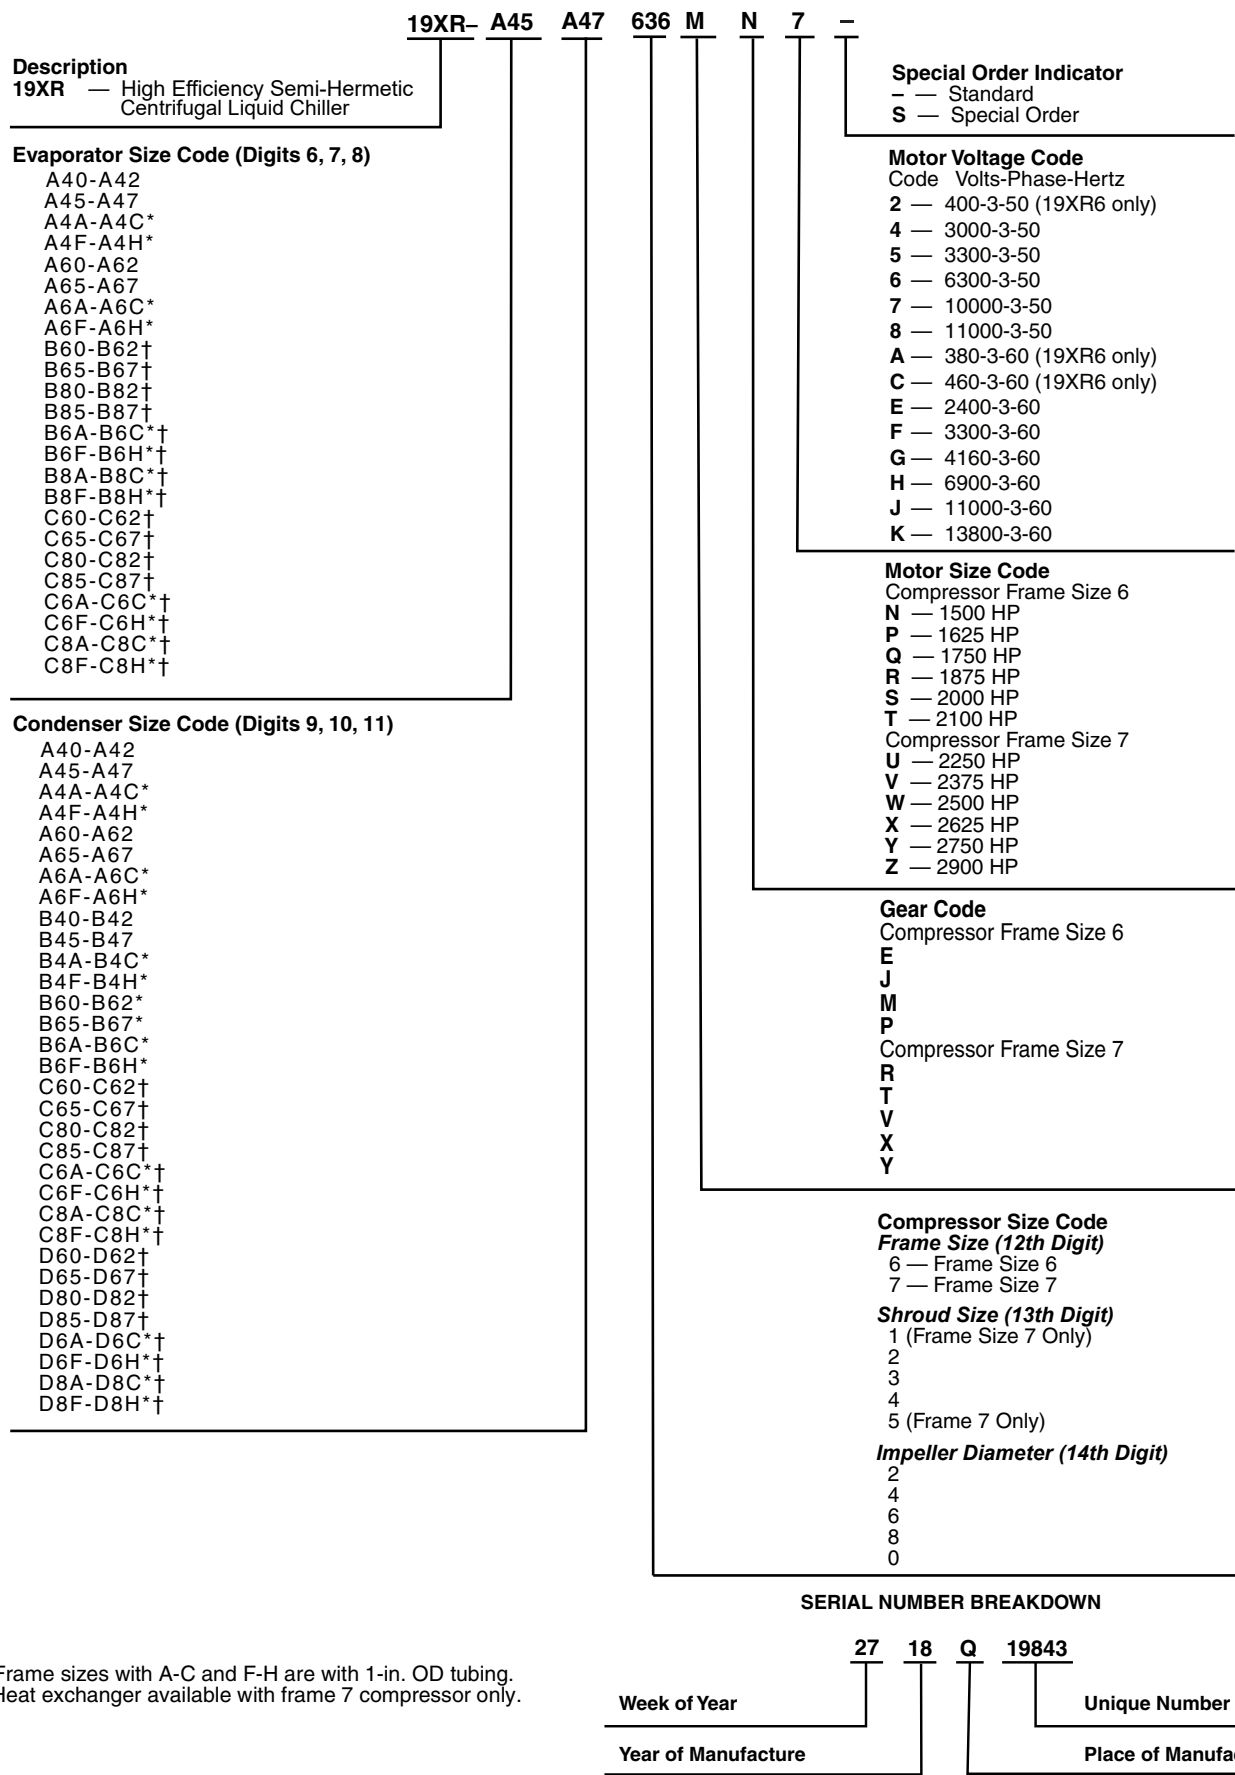 19XR– A45 A47 636 M N 7 –
Description
19XR — High Efficiency Semi-Hermetic
Centrifugal Liquid Chiller
Evaporator Size Code (Digits 6, 7, 8)
A40-A42
A45-A47
A4A-A4C*
A4F-A4H*
A60-A62
A65-A67
A6A-A6C*
A6F-A6H*
B60-B62†
B65-B67†
B80-B82†
B85-B87†
B6A-B6C*†
B6F-B6H*†
B8A-B8C*†
B8F-B8H*†
C60-C62†
C65-C67†
C80-C82†
C85-C87†
C6A-C6C*†
C6F-C6H*†
C8A-C8C*†
C8F-C8H*†
Condenser Size Code (Digits 9, 10, 11)
A40-A42
A45-A47
A4A-A4C*
A4F-A4H*
A60-A62
A65-A67
A6A-A6C*
A6F-A6H*
B40-B42
B45-B47
B4A-B4C*
B4F-B4H*
B60-B62*
B65-B67*
B6A-B6C*
B6F-B6H*
C60-C62†
C65-C67†
C80-C82†
C85-C87†
C6A-C6C*†
C6F-C6H*†
C8A-C8C*†
C8F-C8H*†
D60-D62†
D65-D67†
D80-D82†
D85-D87†
D6A-D6C*†
D6F-D6H*†
D8A-D8C*†
D8F-D8H*†
Special Order Indicator
– — Standard
S — Special Order
Motor Voltage Code
Code Volts-Phase-Hertz
2 — 400-3-50 (19XR6 only)
4 — 3000-3-50
5 — 3300-3-50
6 — 6300-3-50
7 — 10000-3-50
8 — 11000-3-50
A — 380-3-60 (19XR6 only)
C — 460-3-60 (19XR6 only)
E — 2400-3-60
F — 3300-3-60
G — 4160-3-60
H — 6900-3-60
J — 11000-3-60
K — 13800-3-60
Motor Size Code
Compressor Frame Size 6
N — 1500 HP
P — 1625 HP
Q — 1750 HP
R — 1875 HP
S — 2000 HP
T — 2100 HP
Compressor Frame Size 7
U — 2250 HP
V — 2375 HP
W — 2500 HP
X — 2625 HP
Y — 2750 HP
Z — 2900 HP
Gear Code
Compressor Frame Size 6
E
J
M
P
Compressor Frame Size 7
R
T
V
X
Y
Compressor Size Code
Frame Size (12th Digit)
6 — Frame Size 6
7 — Frame Size 7
Shroud Size (13th Digit)
1 (Frame Size 7 Only)
2
3
4
5 (Frame 7 Only)
Impeller Diameter (14th Digit)
2
4
6
8
0
SERIAL NUMBER BREAKDOWN
27 18 Q 19843
Frame sizes with A-C and F-H are with 1-in. OD tubing.
Heat exchanger available with frame 7 compressor only.
Week of Year
Unique Number
Year of Manufacture
Place of